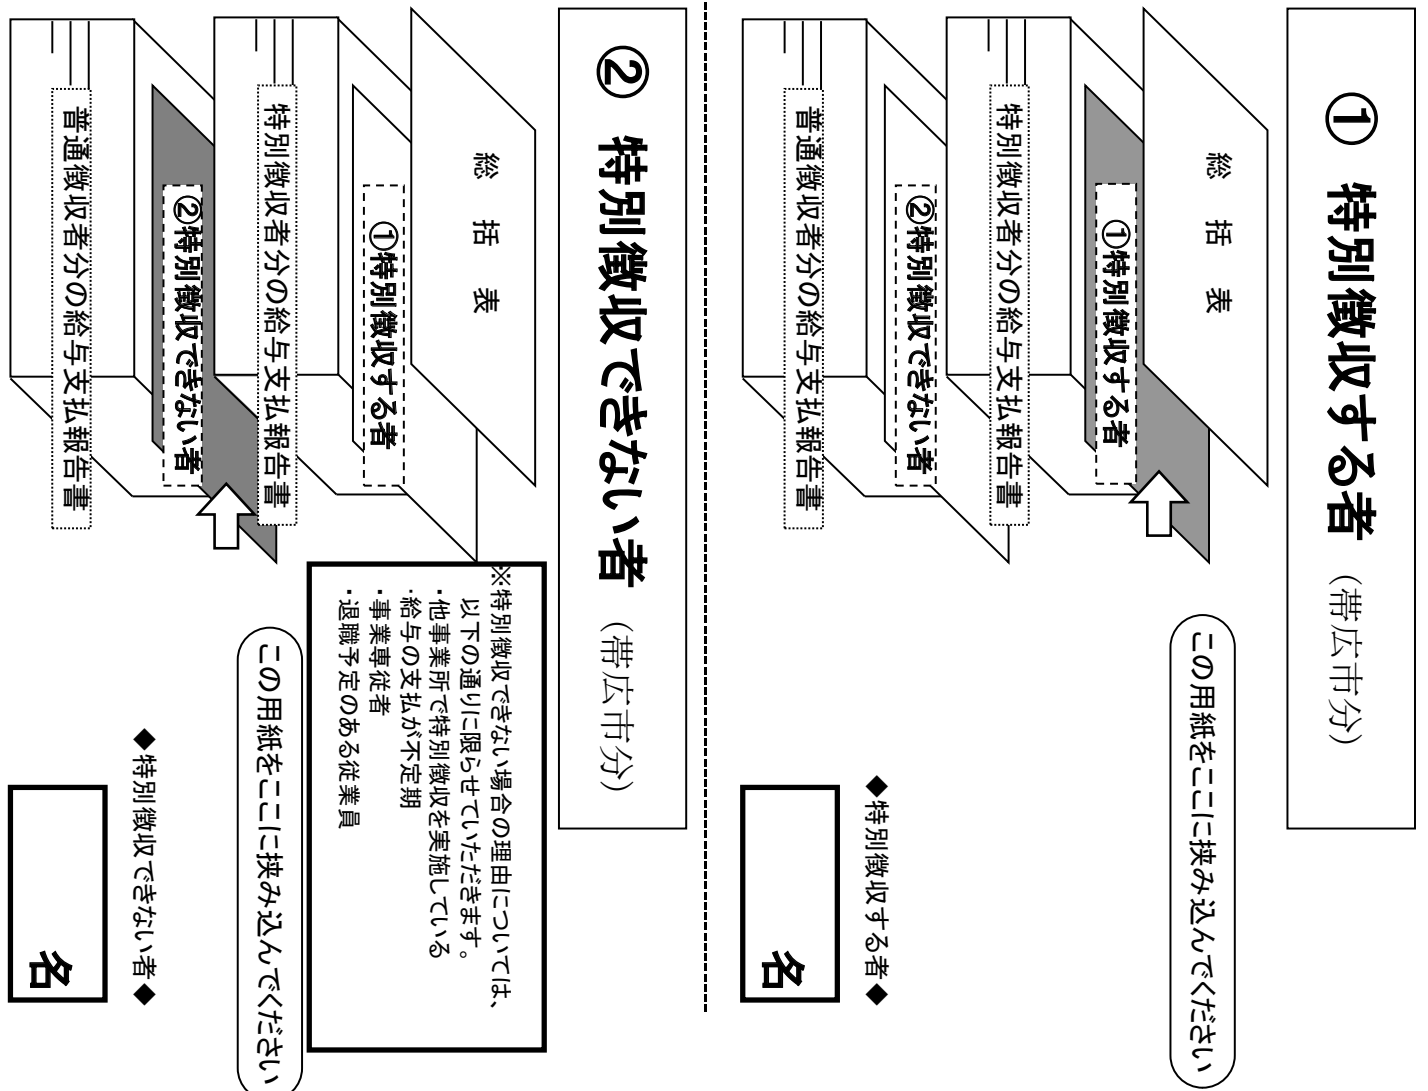 ① 特別徴収する者（帯広市分）
総 括 表
①特別徴収する者
特別徴収者分の給与支払報告書
②特別徴収できない者
普通徴収者分の給与支払報告書
この用紙をここに挟み込んでください
◆特別徴収する者◆
名
② 特別徴収できない者（帯広市分）
総 括 表
①特別徴収する者
特別徴収者分の給与支払報告書
②特別徴収できない者
普通徴収者分の給与支払報告書
※特別徴収できない場合の理由については、
以下の通りに限らせていただきます。
・他事業所で特別徴収を実施している
・給与の支払が不定期
・事業専従者
・退職予定のある従業員
この用紙をここに挟み込んでください
◆特別徴収できない者◆
名